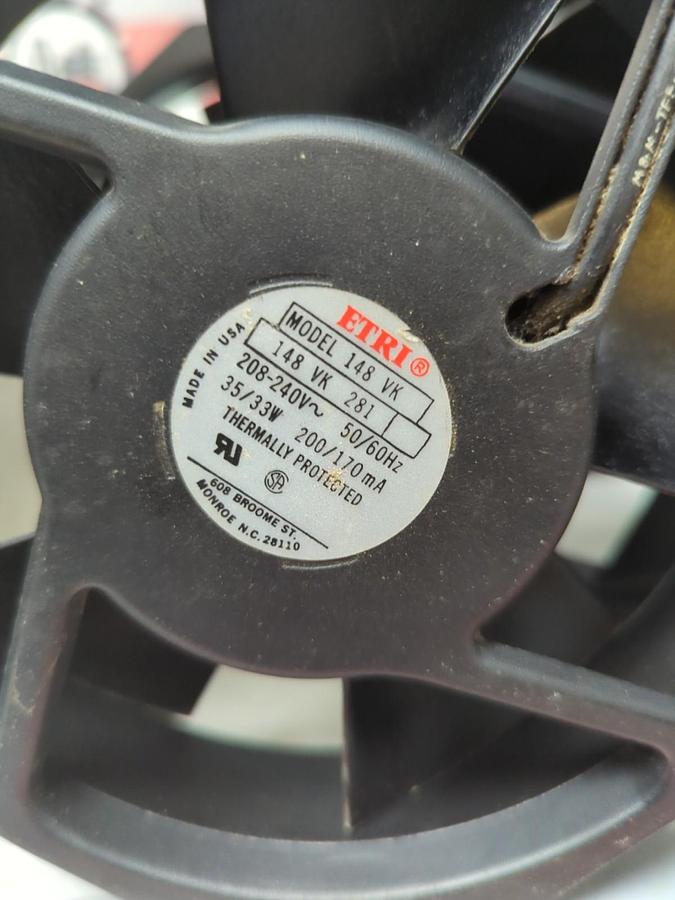 ETRI®
MODEL 148 VK
148 VK 281
208-240V~ 50/60Hz
35/33W 200/170mA
THERMALLY PROTECTED
MADE IN USA
608 BROOME ST.
MONROE N.C. 28110